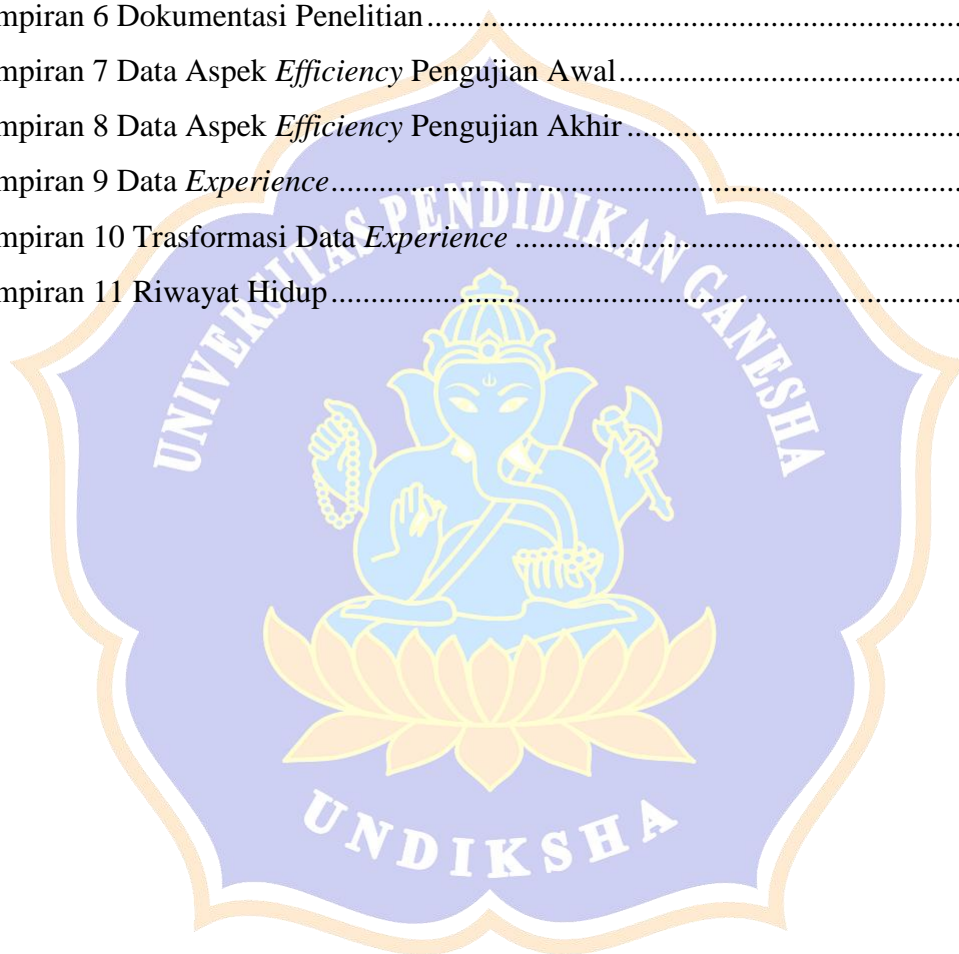 mpiran 6 Dokumentasi Penelitian
mpiran 7 Data Aspek Efficiency Pengujian Awal
mpiran 8 Data Aspek Efficiency Pengujian Akhir
mpiran 9 Data Experience
mpiran 10 Trasformasi Data Experience
mpiran 11 Riwayat Hidup
UNIVERSITAS PENDIDIKAN GANESHA
UNDIKSHA